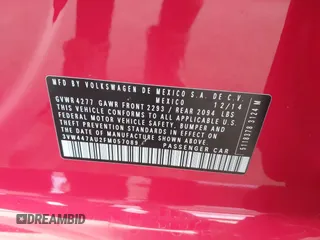 MFD BY VOLKSWAGEN DE MEXICO S.A. DE C.V.
MEXICO 12/14
GVWR4277 GAWR FRONT 2293 / REAR 2094 LBS
THIS VEHICLE CONFORMS TO ALL APPLICABLE
FEDERAL MOTOR VEHICLE SAFETY, BUMPER AND
THEFT PREVENTION STANDARDS IN EFFECT
ON THE DATE OF MANUFACTURE SHOWN ABOVE.
3VW447AU2FM057089 PASSENGER CAR
DREAMBID